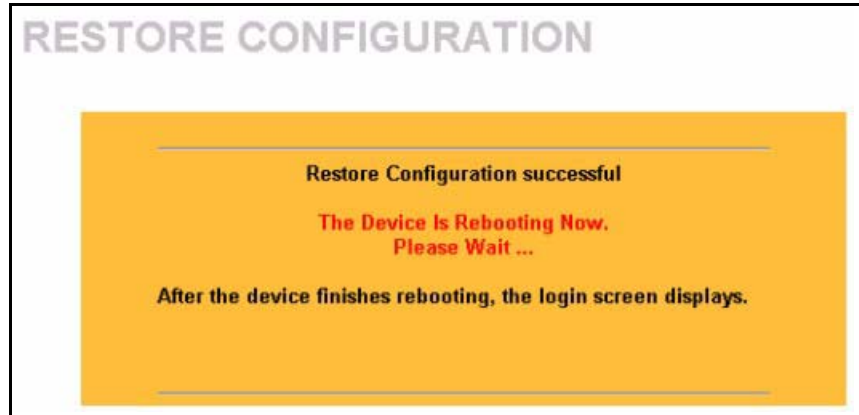 RESTORE CONFIGURATION
Restore Configuration successful
The Device Is Rebooting Now.
Please Wait ...
After the device finishes rebooting, the login screen displays.